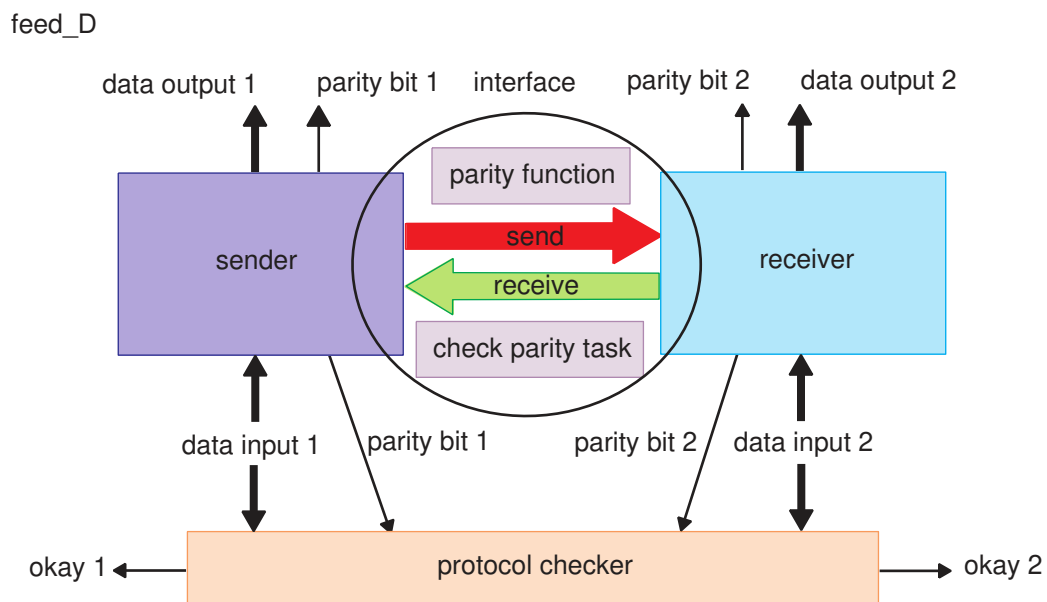 feed_D
data output 1
parity bit 1
interface
parity bit 2
data output 2
parity function
sender
send
receiver
receive
check parity task
data input 1
parity bit 1
parity bit 2
data input 2
okay 1
protocol checker
okay 2